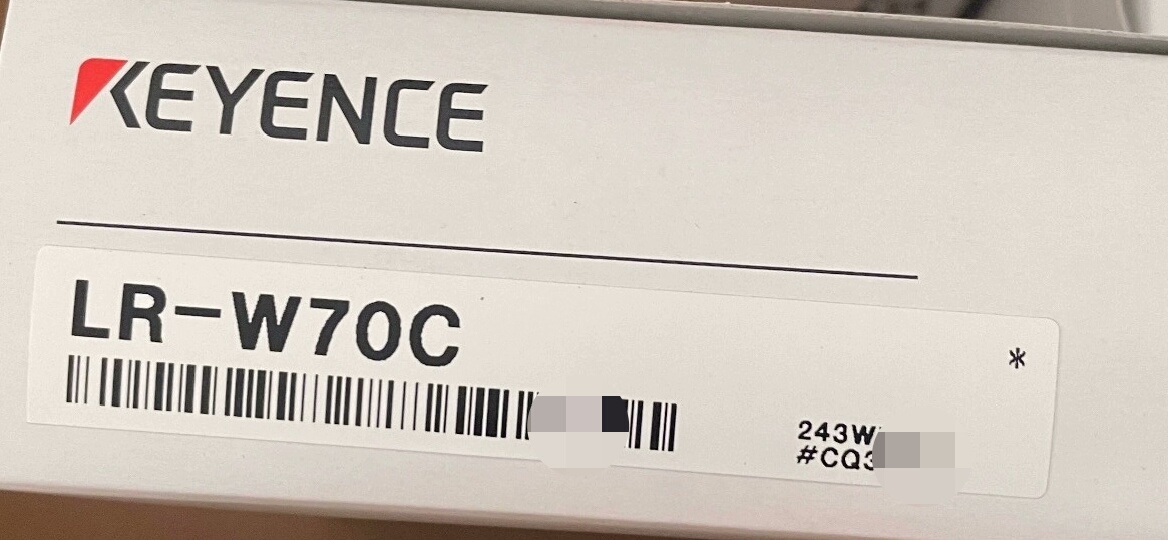 KEYENCE
LR-W70C
*
243W
#CQ3